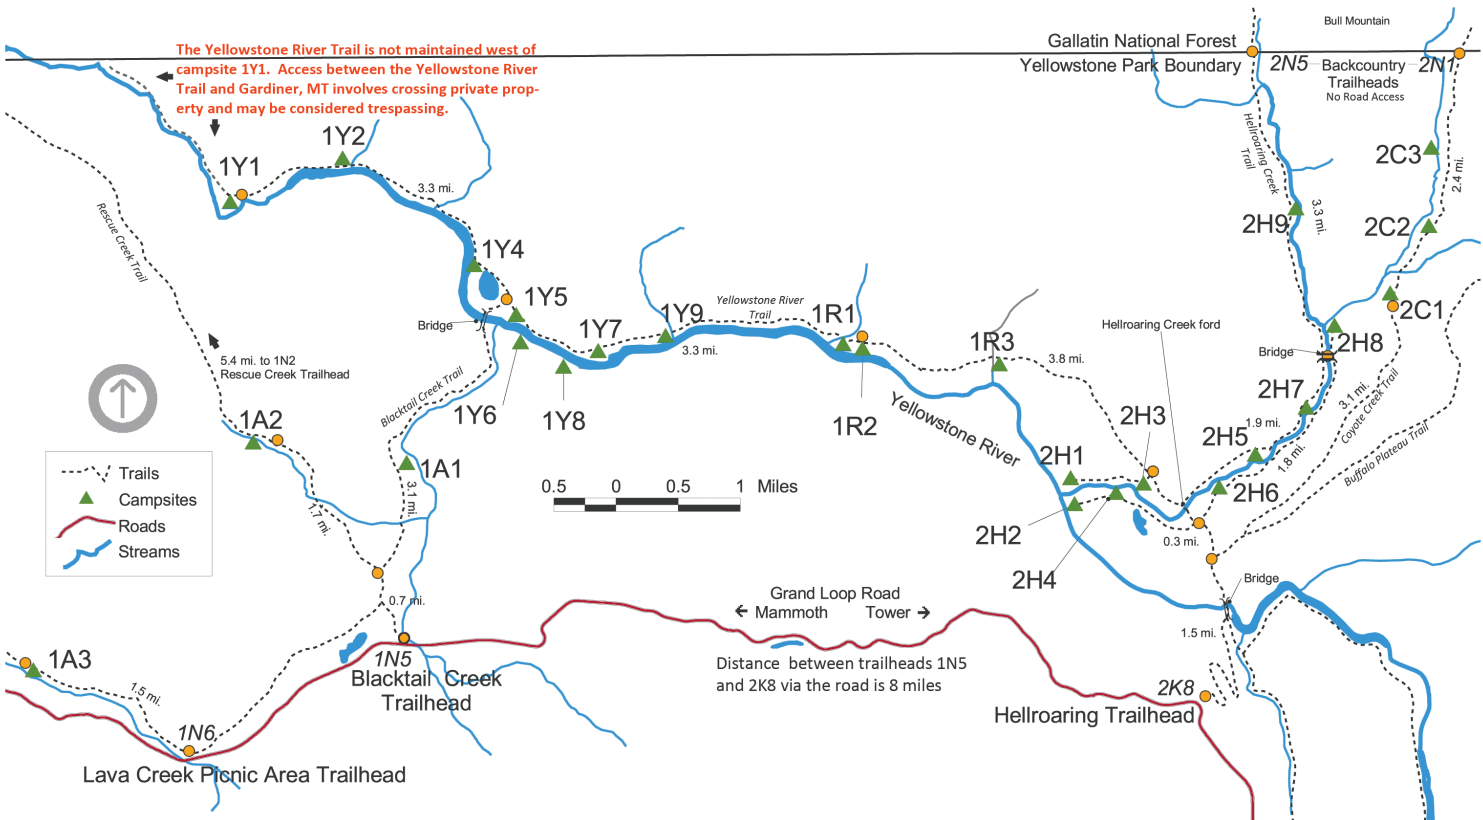 Bull Mountain
Gallatin National Forest
Yellowstone Park Boundary
2N5
Backcountry
Trailheads
No Road Access
2N1
The Yellowstone River Trail is not maintained west of
campsite 1Y1.  Access between the Yellowstone River
Trail and Gardiner, MT involves crossing private prop-
erty and may be considered trespassing.
1Y2
1Y1
3.3 mi.
Hellroaring Creek
Trail
2C3
2.4 mi.
Rescue Creek Trail
2H9
3.3 mi.
2C2
1Y4
1Y5
Bridge
1Y7
1Y9
Yellowstone River
Trail
3.3 mi.
1R1
1R3
3.8 mi.
Hellroaring Creek ford
2C1
2H8
Bridge
5.4 mi. to 1N2
Rescue Creek Trailhead
Blacktail Creek Trail
1Y6
1Y8
1R2
Yellowstone River
2H3
2H7
3.1 mi.
Coyote Creek Trail
1A2
1.9 mi.
2H5
1.8 mi.
Buffalo Plateau Trail
2H1
1A1
3.1 mi.
2H6
Trails
Campsites
Roads
Streams
0.5
0
0.5
1
Miles
1.7 mi.
2H2
0.3 mi.
2H4
Bridge
0.7 mi.
Grand Loop Road
Mammoth
Tower
1.5 mi.
1A3
1N5
Blacktail Creek
Trailhead
Distance  between trailheads 1N5
and 2K8 via the road is 8 miles
2K8
Hellroaring Trailhead
1.5 mi.
1N6
Lava Creek Picnic Area Trailhead